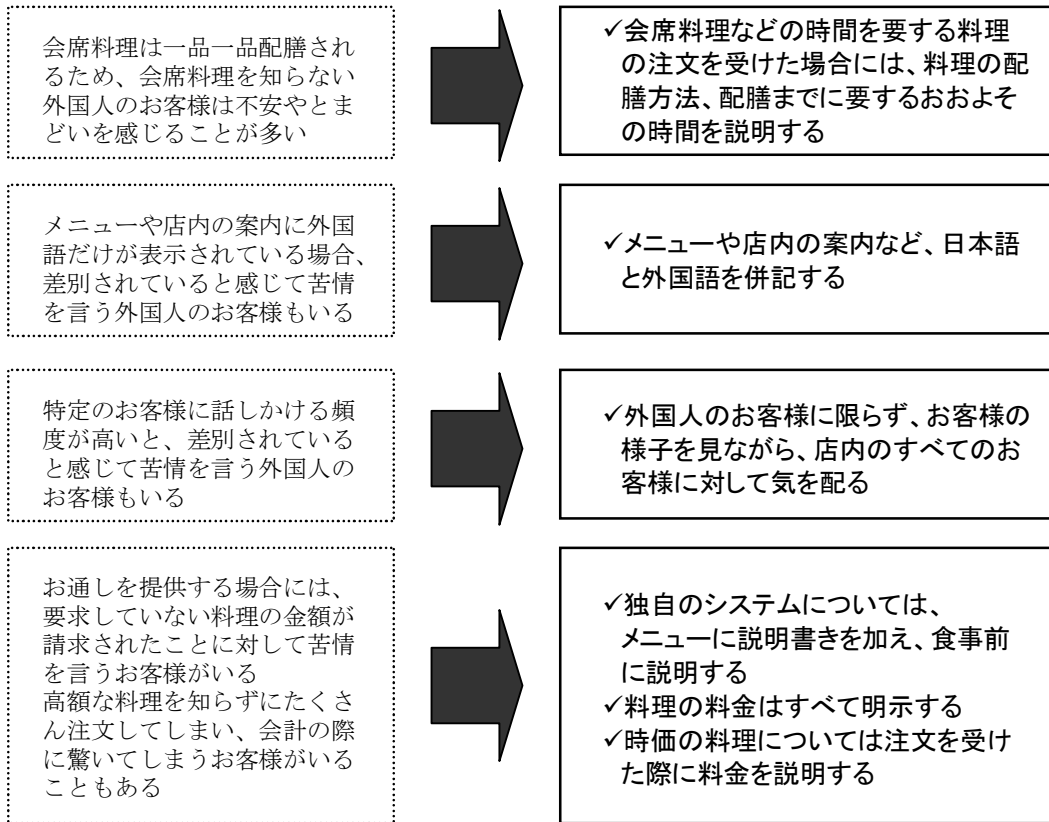 会席料理は一品一品配膳され
るため、会席料理を知らない
外国人のお客様は不安やとま
どいを感じることが多い
✓会席料理などの時間を要する料理
の注文を受けた場合には、料理の配
膳方法、配膳までに要するおおよそ
の時間を説明する
メニューや店内の案内に外国
語だけが表示されている場合、
差別されていると感じて苦情
を言う外国人のお客様もいる
✓メニューや店内の案内など、日本語
と外国語を併記する
特定のお客様に話しかける頻
度が高いと、差別されている
と感じて苦情を言う外国人の
お客様もいる
✓外国人のお客様に限らず、お客様の
様子を見ながら、店内のすべてのお
客様に対して気を配る
お通しを提供する場合には、
要求していない料理の金額が
請求されたことに対して苦情
を言うお客様がいる
高額な料理を知らずにたくさ
ん注文してしまい、会計の際
に驚いてしまうお客様がいる
こともある
✓独自のシステムについては、
メニューに説明書きを加え、食事前
に説明する
✓料理の料金はすべて明示する
✓時価の料理については注文を受け
た際に料金を説明する